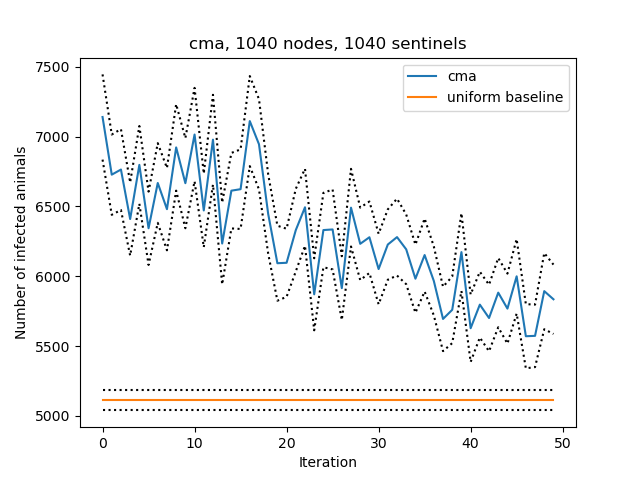 cma, 1040 nodes, 1040 sentinels
7500
7000
6500
6000
5500
5000
Number of infected animals
cma
uniform baseline
0
10
20
30
40
50
Iteration